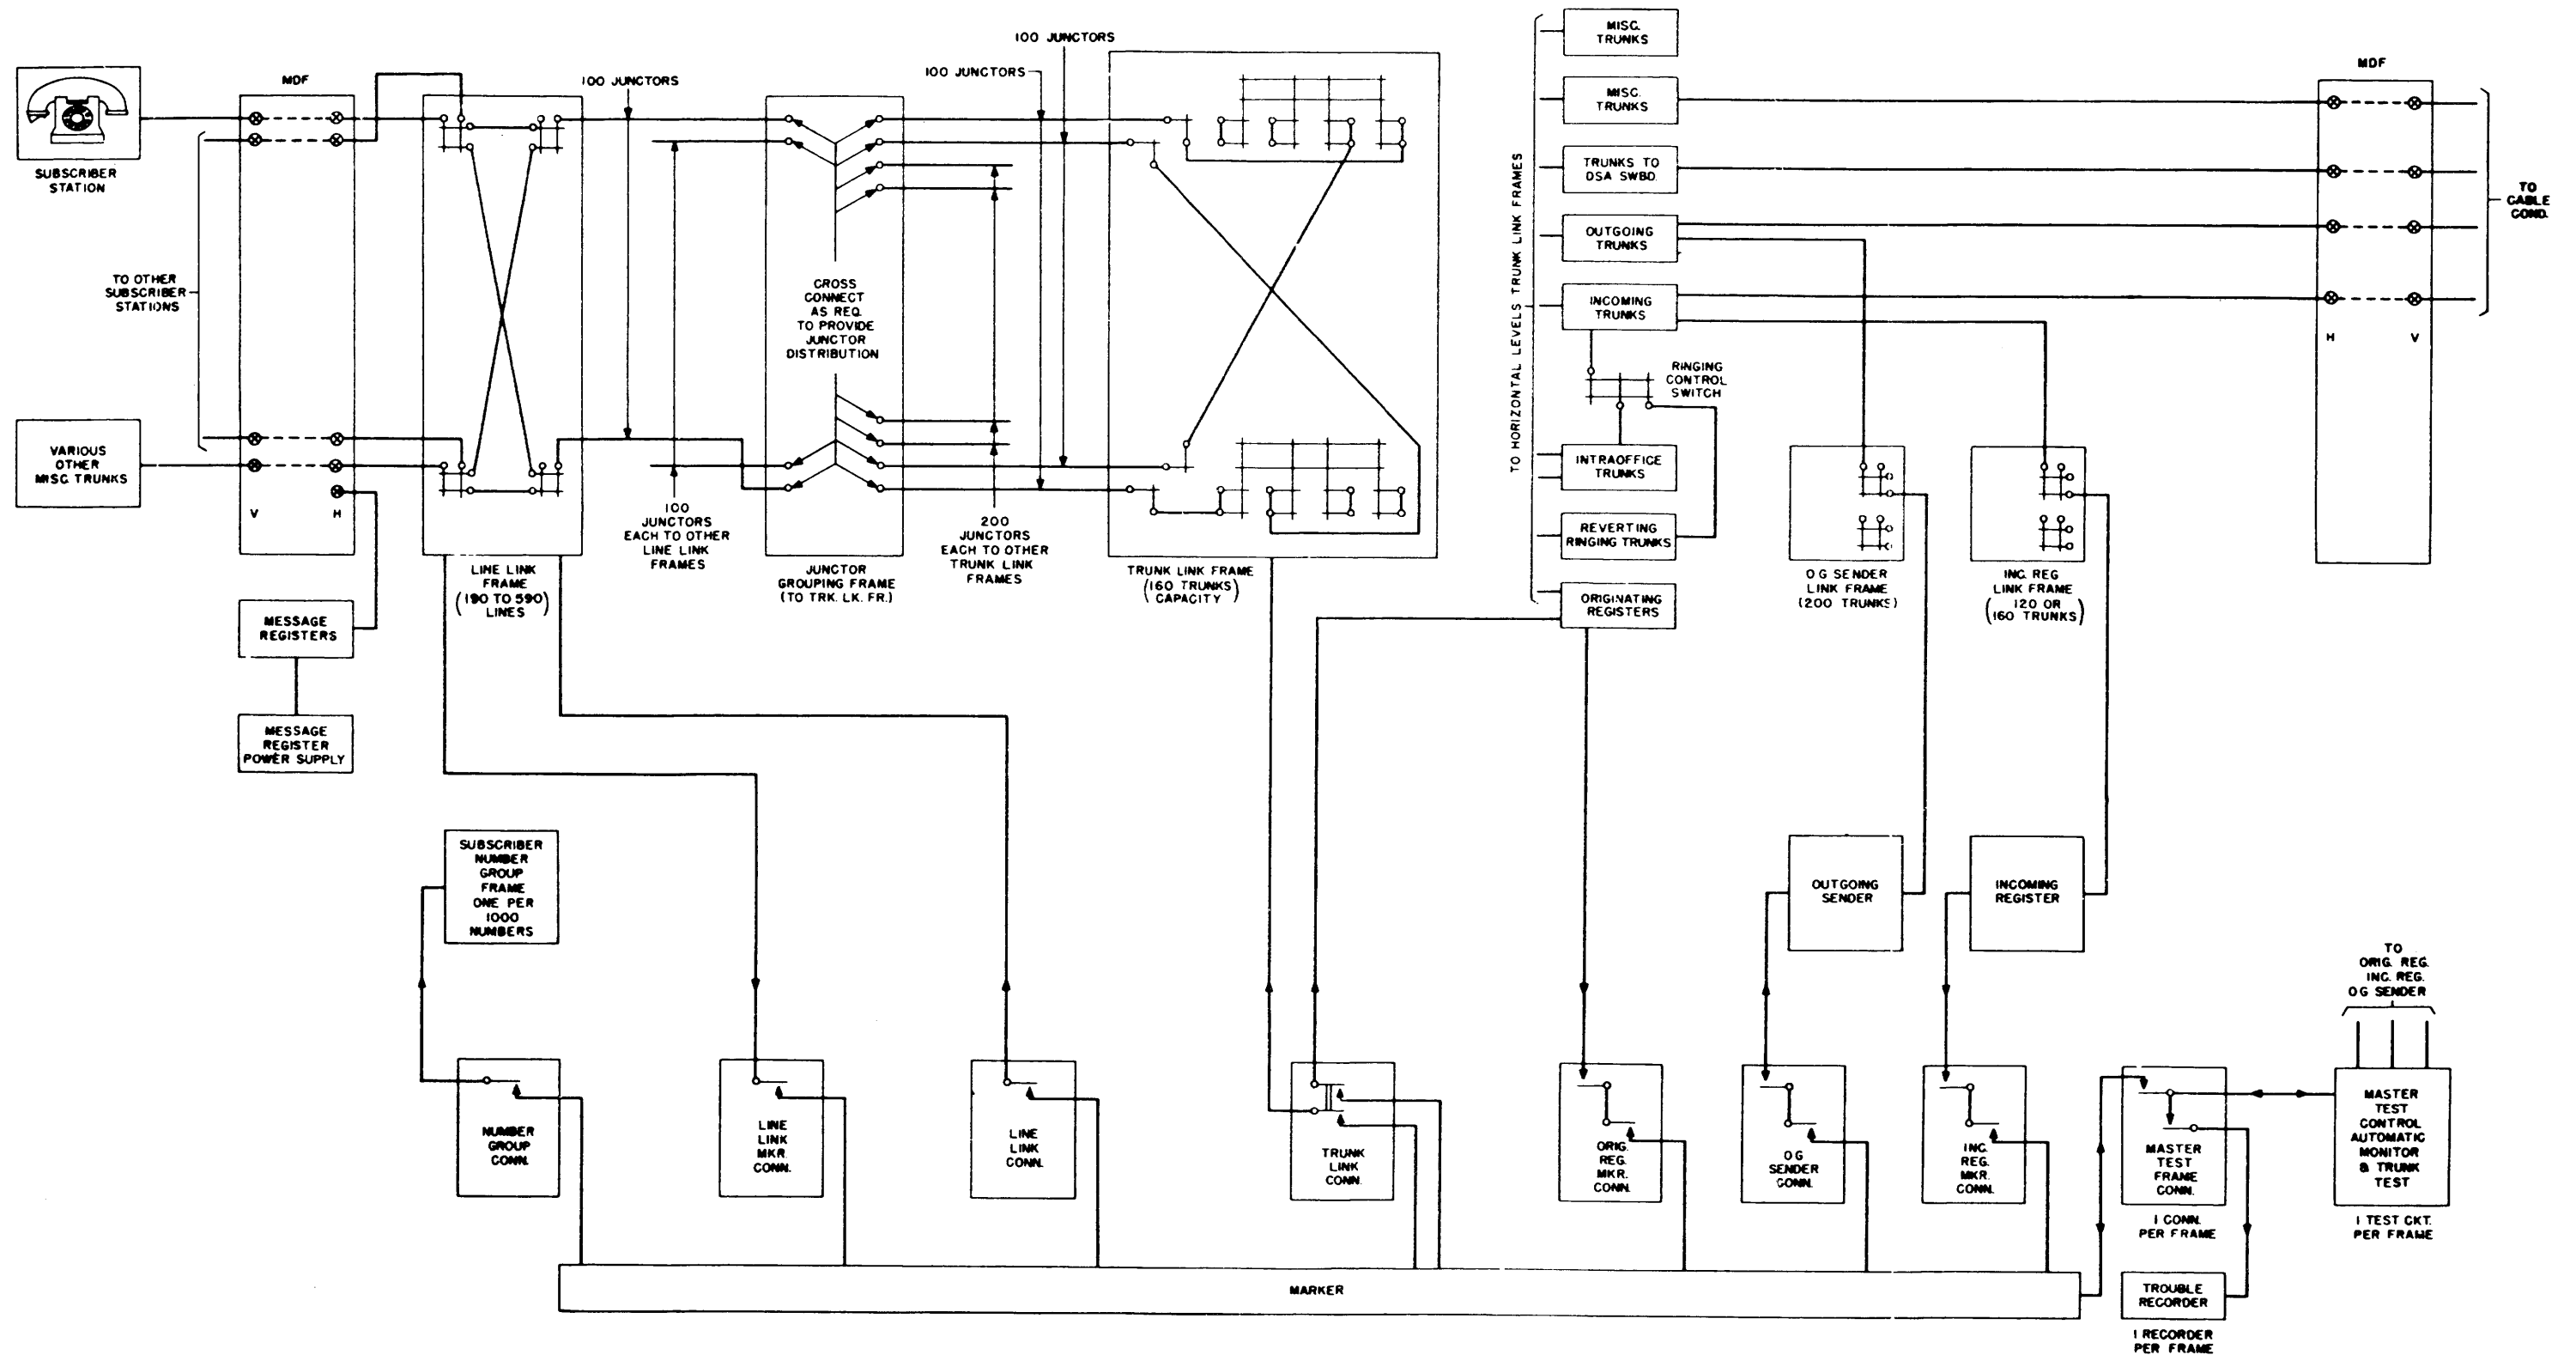 SUBSCRIBER
STATION
MDF
TO OTHER
SUBSCRIBER
STATIONS
VARIOUS
OTHER
MISC TRUNKS
V H
MESSAGE
REGISTERS
MESSAGE
REGISTER
POWER SUPPLY
LINE LINK
FRAME
(190 TO 590)
LINES
100 JUNCTORS
100
JUNCTORS
EACH TO OTHER
LINE LINK
FRAMES
CROSS
CONNECT
AS REQ.
TO PROVIDE
JUNCTOR
DISTRIBUTION
JUNCTOR
GROUPING FRAME
(TO TRK. LK. FR.)
100 JUNCTORS
100 JUNCTORS
200
JUNCTORS
EACH TO OTHER
TRUNK LINK
FRAMES
TRUNK LINK FRAME
(160 TRUNKS)
CAPACITY
TO HORIZONTAL LEVELS TRUNK LINK FRAMES
MISC.
TRUNKS
MISC.
TRUNKS
TRUNKS TO
DSA SWBD.
OUTGOING
TRUNKS
INCOMING
TRUNKS
RINGING
CONTROL
SWITCH
INTRAOFFICE
TRUNKS
REVERTING
RINGING TRUNKS
ORIGINATING
REGISTERS
OG SENDER
LINK FRAME
(200 TRUNKS)
INC. REG
LINK FRAME
(120 OR
160 TRUNKS)
MDF
H V
TO
CABLE
COND.
SUBSCRIBER
NUMBER
GROUP
FRAME
ONE PER
1000
NUMBERS
OUTGOING
SENDER
INCOMING
REGISTER
TO
ORIG. REG.
INC. REG.
OG SENDER
NUMBER
GROUP
CONN.
LINE
LINK
MKR.
CONN.
LINE
LINK
CONN.
TRUNK
LINK
CONN.
ORIG.
REG.
MKR.
CONN.
OG
SENDER
CONN.
INC.
REG.
MKR.
CONN.
MASTER
TEST
FRAME
CONN.
1 CONN.
PER FRAME
MASTER
TEST
CONTROL
AUTOMATIC
MONITOR
& TRUNK
TEST
1 TEST CKT.
PER FRAME
MARKER
TROUBLE
RECORDER
1 RECORDER
PER FRAME